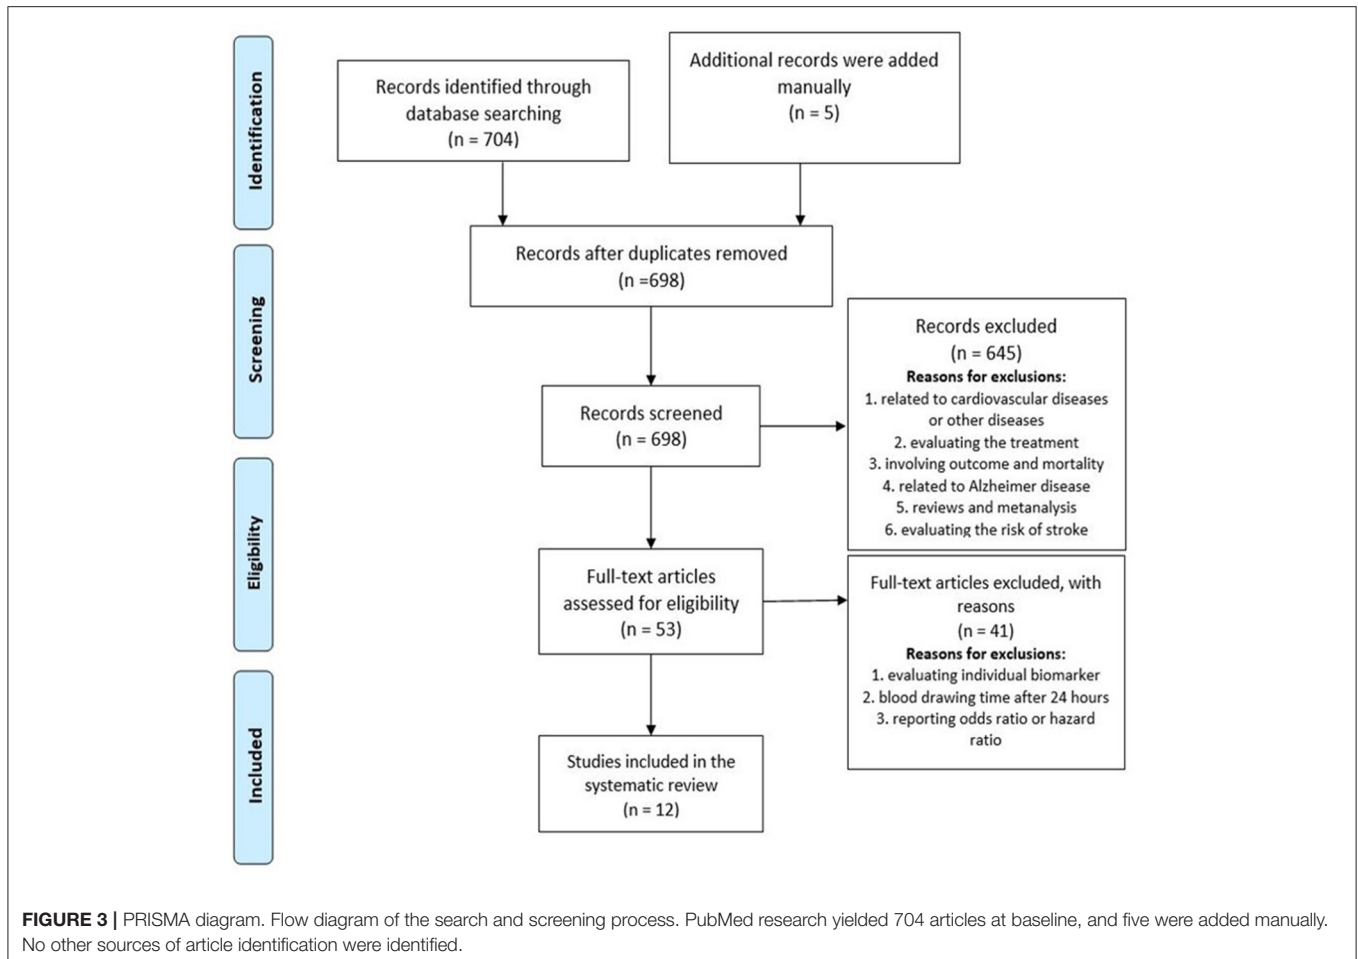 Identification
Records identified through
database searching
(n = 704)
Additional records were added
manually
(n = 5)
Screening
Records after duplicates removed
(n =698)
Records screened
(n = 698)
Records excluded
(n = 645)
Reasons for exclusions:
1. related to cardiovascular diseases
or other diseases
2. evaluating the treatment
3. involving outcome and mortality
4. related to Alzheimer disease
5. reviews and metanalysis
6. evaluating the risk of stroke
Eligibility
Full-text articles
assessed for eligibility
(n = 53)
Full-text articles excluded, with
reasons
(n = 41)
Reasons for exclusions:
1. evaluating individual biomarker
2. blood drawing time after 24 hours
3. reporting odds ratio or hazard
ratio
Included
Studies included in the
systematic review
(n = 12)
FIGURE 3 | PRISMA diagram. Flow diagram of the search and screening process. PubMed research yielded 704 articles at baseline, and five were added manually.
No other sources of article identification were identified.